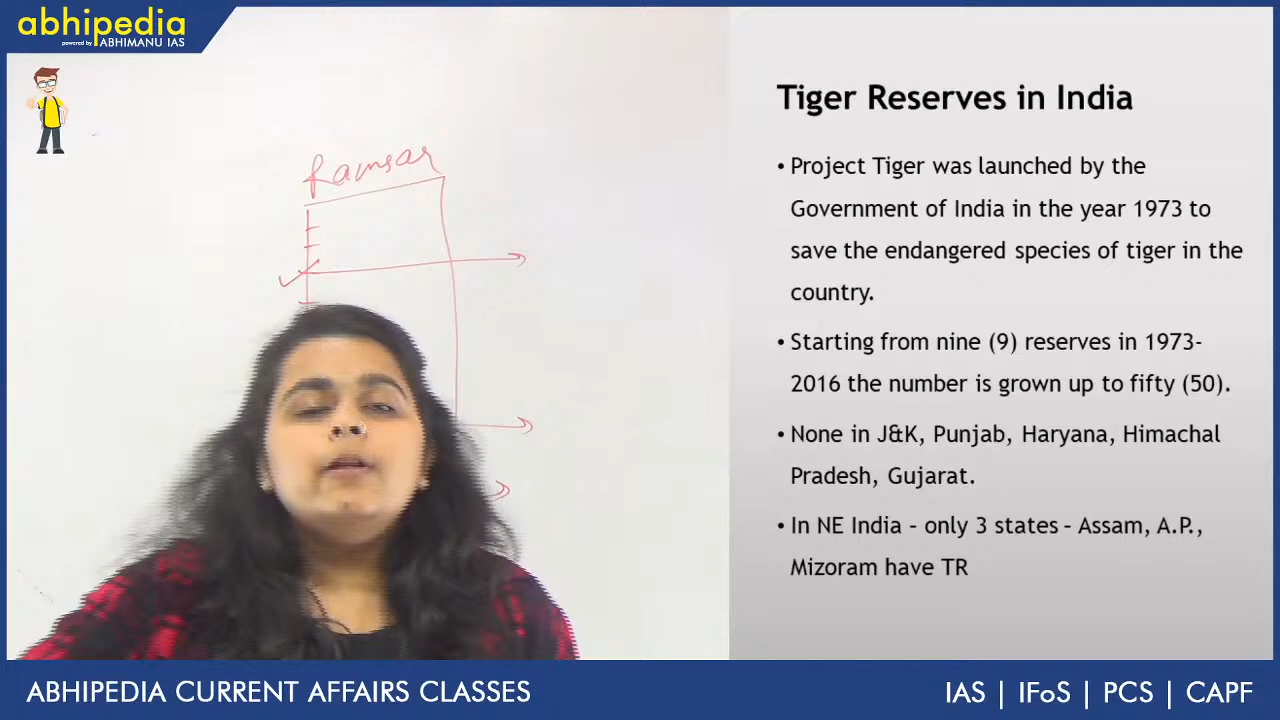 abhipedia
powered by ABHIMANU IAS
Ramsar
Tiger Reserves in India
• Project Tiger was launched by the
Government of India in the year 1973 to
save the endangered species of tiger in the
country.
• Starting from nine (9) reserves in 1973-
2016 the number is grown up to fifty (50).
• None in J&K, Punjab, Haryana, Himachal
Pradesh, Gujarat.
• In NE India – only 3 states – Assam, A.P.,
Mizoram have TR
ABHIPEDIA CURRENT AFFAIRS CLASSES
IAS | IFoS | PCS | CAPF